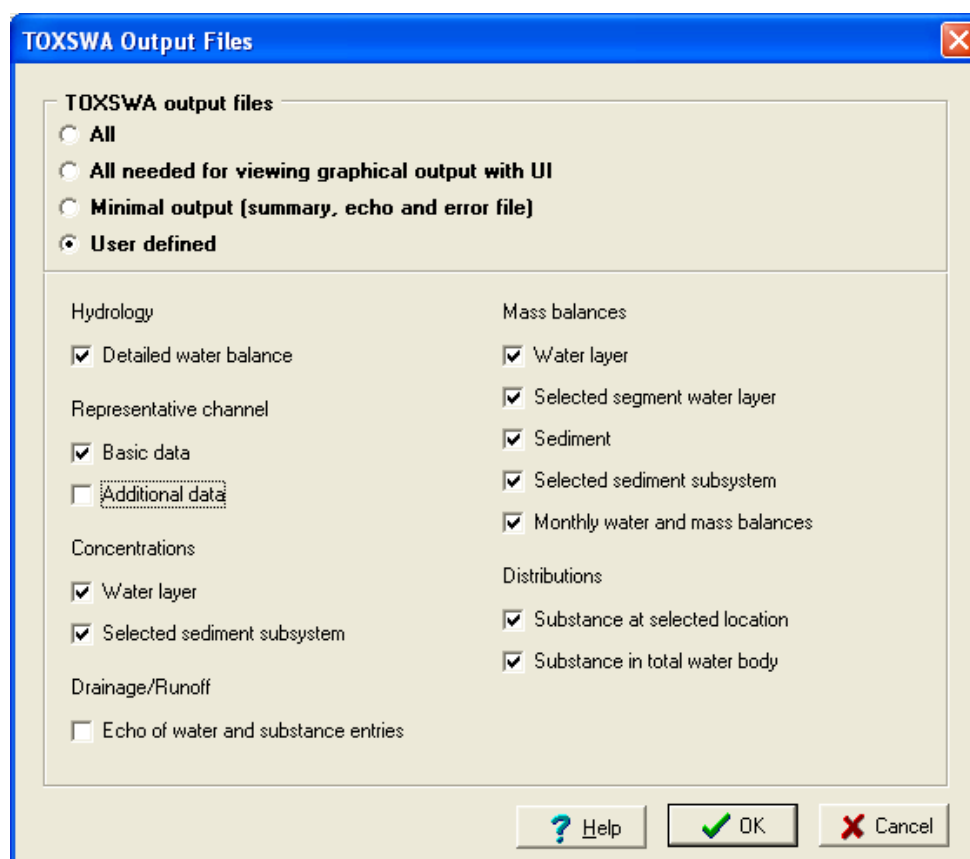 TOXSWA Output Files
TOXSWA output files
All
All needed for viewing graphical output with UI
Minimal output (summary, echo and error file)
User defined
Hydrology
Detailed water balance
Representative channel
Basic data
Additional data
Concentrations
Water layer
Selected sediment subsystem
Drainage/Runoff
Echo of water and substance entries
Mass balances
Water layer
Selected segment water layer
Sediment
Selected sediment subsystem
Monthly water and mass balances
Distributions
Substance at selected location
Substance in total water body
? Help
OK
Cancel